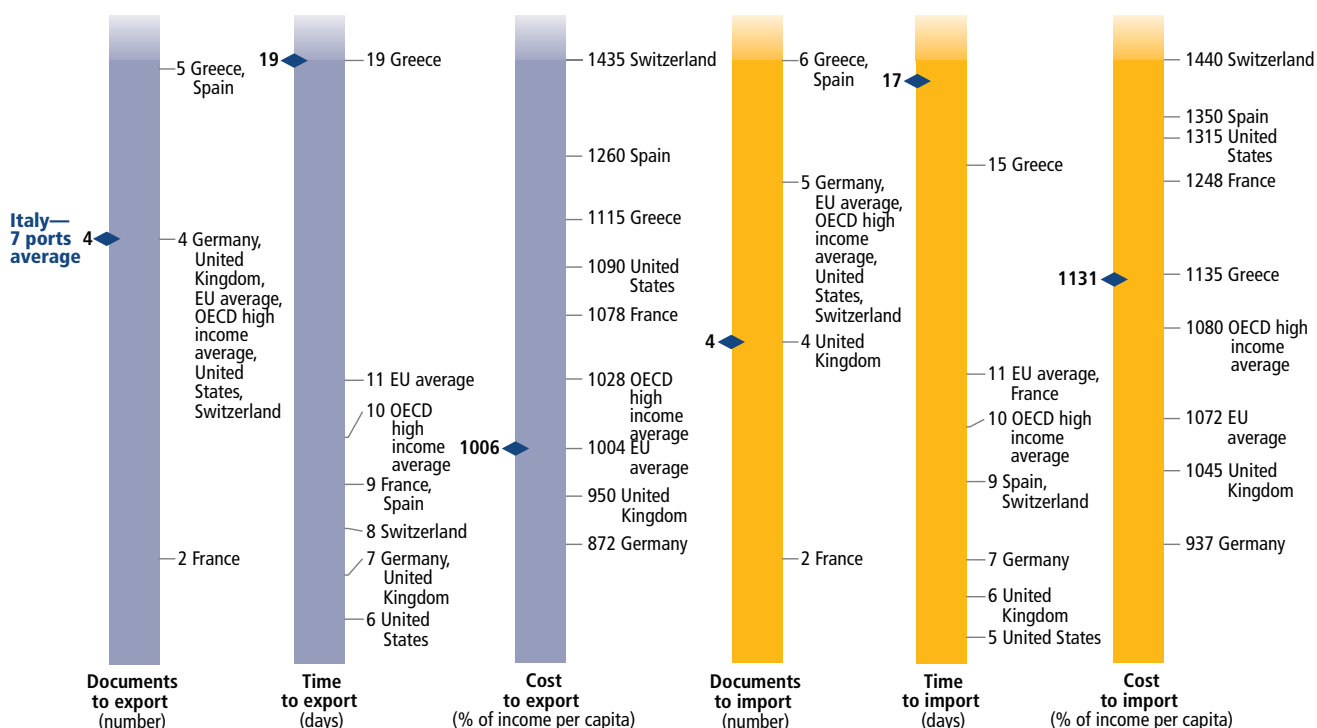 Italy—
7 ports
average
4
5 Greece,
Spain
4 Germany,
United
Kingdom,
EU average,
OECD high
income
average,
United
States,
Switzerland
2 France
Documents
to export
(number)
19
19 Greece
11 EU average
10 OECD
high
income
average
9 France,
Spain
8 Switzerland
7 Germany,
United
Kingdom
6 United
States
Time
to export
(days)
1006
1435 Switzerland
1260 Spain
1115 Greece
1090 United
States
1078 France
1028 OECD
high
income
average
1004 EU
average
950 United
Kingdom
872 Germany
Cost
to export
(% of income per capita)
4
6 Greece,
Spain
5 Germany,
EU average,
OECD high
income
average,
United
States,
Switzerland
4 United
Kingdom
2 France
Documents
to import
(number)
17
15 Greece
11 EU average,
France
10 OECD high
income
average
9 Spain,
Switzerland
7 Germany
6 United
Kingdom
5 United States
Time
to import
(days)
1131
1440 Switzerland
1350 Spain
1315 United
States
1248 France
1135 Greece
1080 OECD high
income
average
1072 EU
average
1045 United
Kingdom
937 Germany
Cost
to import
(% of income per capita)